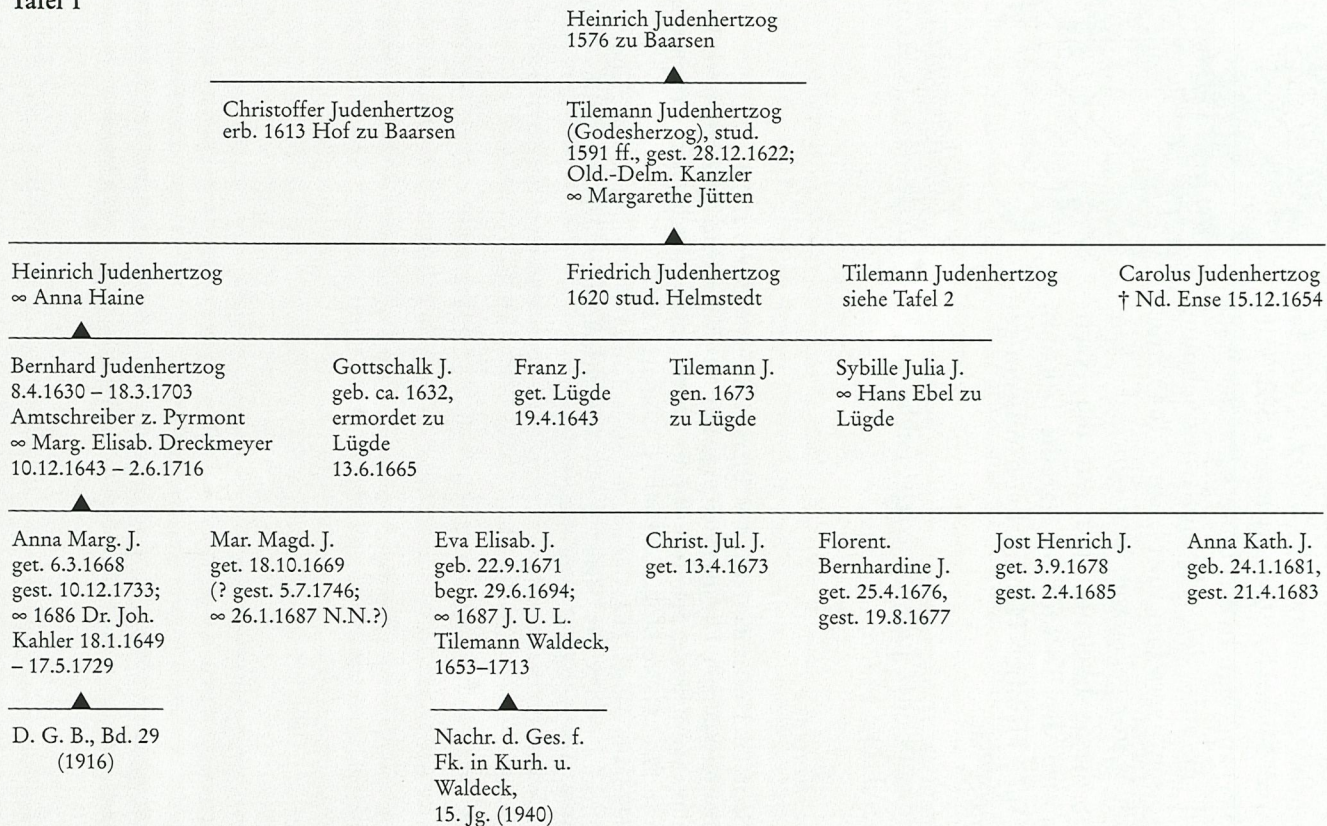 Tafel 1
Heinrich Judenhertzog
1576 zu Baarsen
Christoffer Judenhertzog
erb. 1613 Hof zu Baarsen
Tilemann Judenhertzog
(Godesherzog), stud.
1591 ff., gest. 28.12.1622;
Old.-Delm. Kanzler
∞ Margarethe Jütten
Heinrich Judenhertzog
∞ Anna Haine
Friedrich Judenhertzog
1620 stud. Helmstedt
Tilemann Judenhertzog
siehe Tafel 2
Carolus Judenhertzog
† Nd. Ense 15.12.1654
Bernhard Judenhertzog
8.4.1630 – 18.3.1703
Amtschreiber z. Pyrmont
∞ Marg. Elisab. Dreckmeyer
10.12.1643 – 2.6.1716
Gottschalk J.
geb. ca. 1632,
ermordet zu
Lügde
13.6.1665
Franz J.
get. Lügde
19.4.1643
Tilemann J.
gen. 1673
zu Lügde
Sybille Julia J.
∞ Hans Ebel zu
Lügde
Anna Marg. J.
get. 6.3.1668
gest. 10.12.1733;
∞ 1686 Dr. Joh.
Kahler 18.1.1649
– 17.5.1729
Mar. Magd. J.
get. 18.10.1669
(? gest. 5.7.1746;
∞ 26.1.1687 N.N.?)
Eva Elisab. J.
geb. 22.9.1671
begr. 29.6.1694;
∞ 1687 J. U. L.
Tilemann Waldeck,
1653–1713
Christ. Jul. J.
get. 13.4.1673
Florent.
Bernhardine J.
get. 25.4.1676,
gest. 19.8.1677
Jost Henrich J.
get. 3.9.1678
gest. 2.4.1685
Anna Kath. J.
geb. 24.1.1681,
gest. 21.4.1683
D. G. B., Bd. 29
(1916)
Nachr. d. Ges. f.
Fk. in Kurh. u.
Waldeck,
15. Jg. (1940)